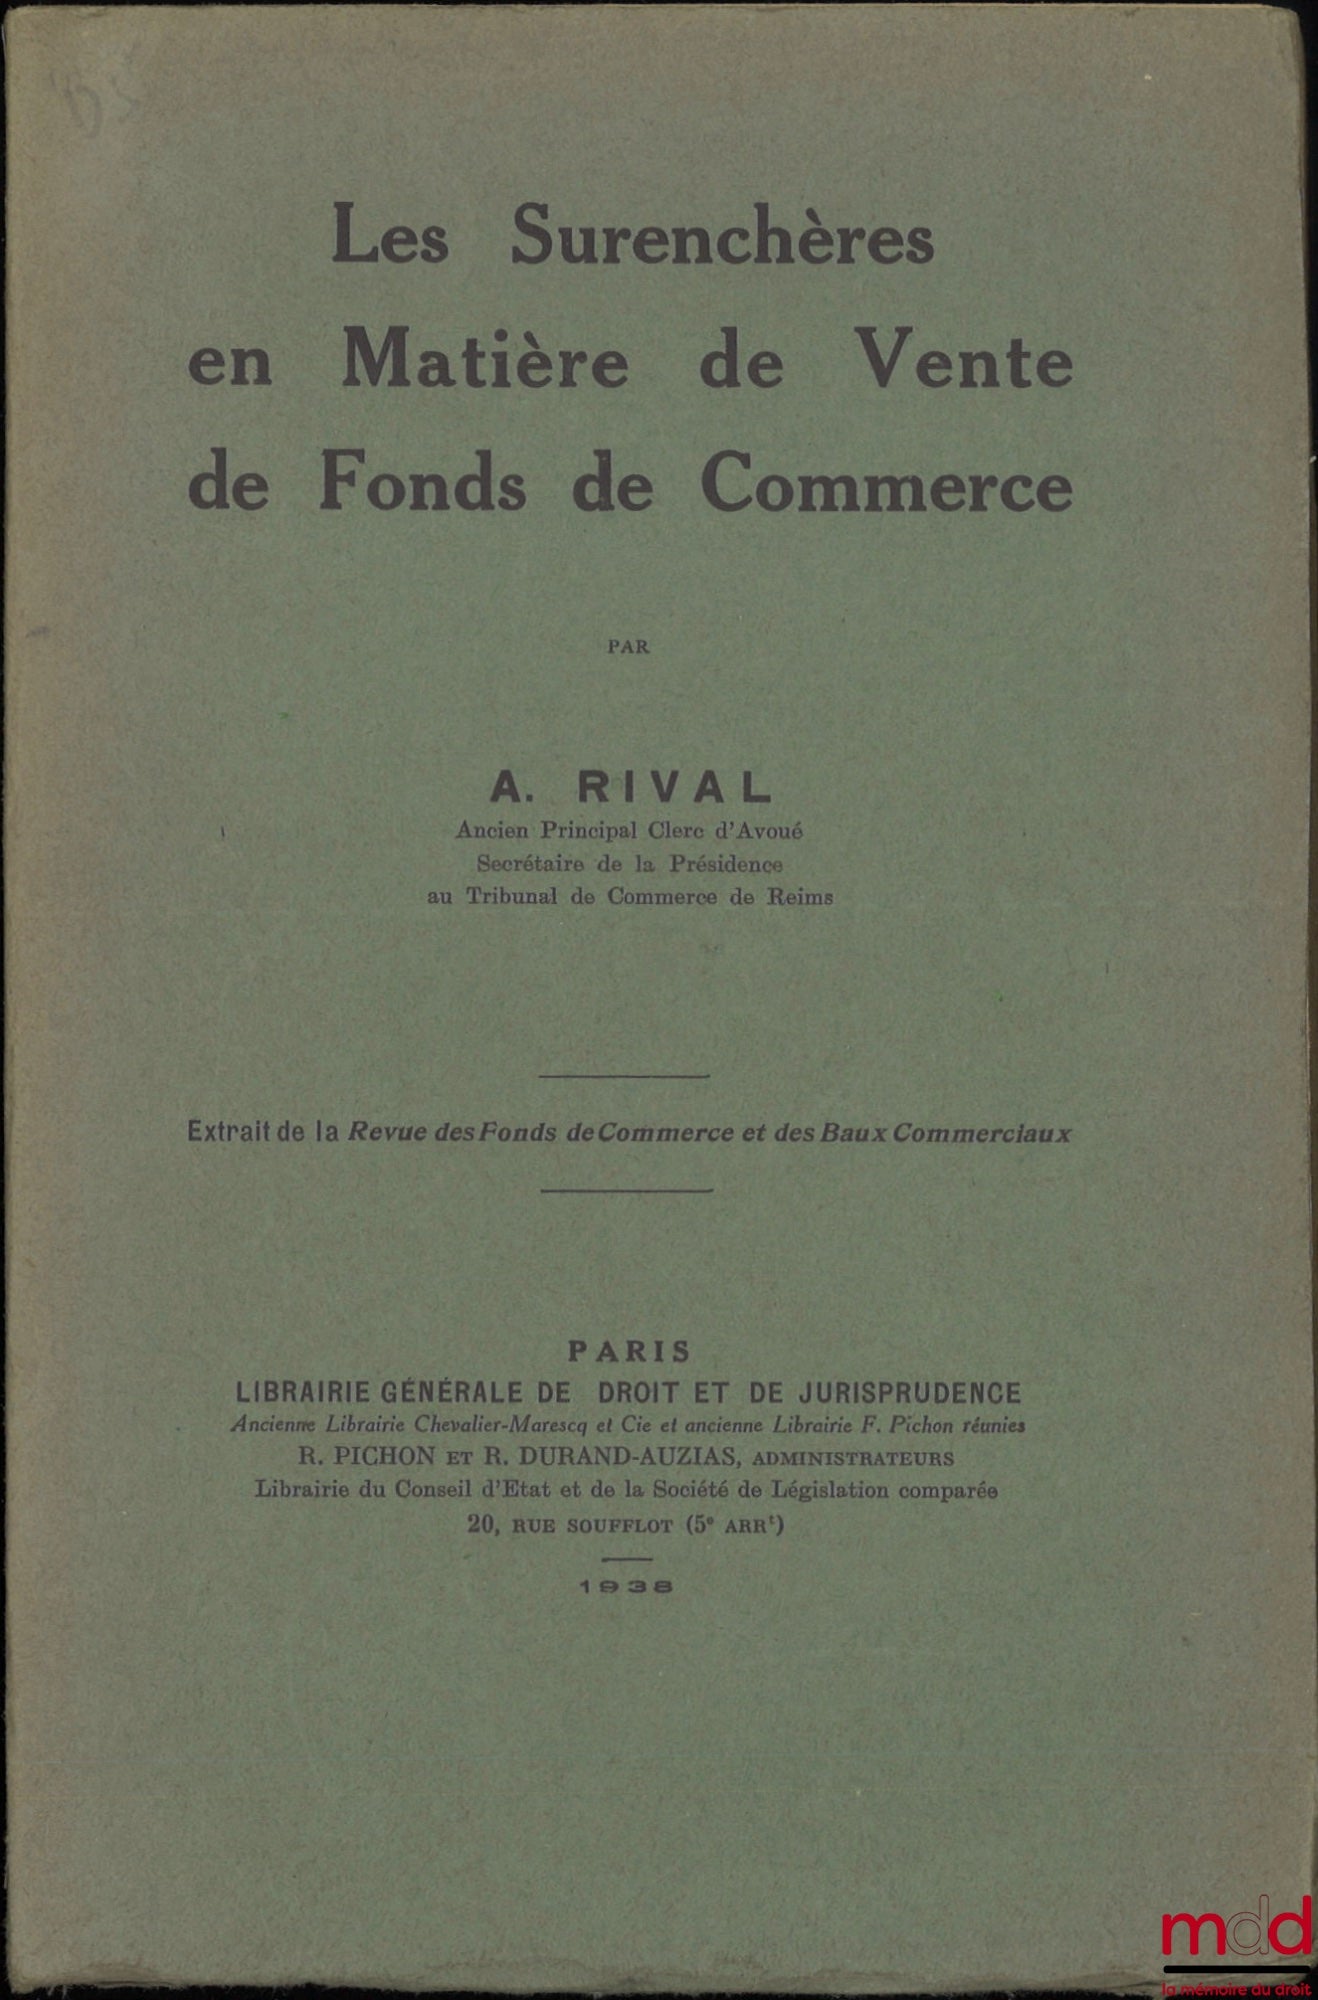 Les Surenchères
en Matière de Vente
de Fonds de Commerce
PAR
A. RIVAL
Ancien Principal Clerc d'Avoué
Secrétaire de la Présidence
au Tribunal de Commerce de Reims
Extrait de la Revue des Fonds de Commerce et des Baux Commerciaux
PARIS
LIBRAIRIE GÉNÉRALE DE DROIT ET DE JURISPRUDENCE
Ancienne Librairie Chevalier-Marescq et Cie et ancienne Librairie F. Pichon réunies
R. PICHON ET R. DURAND-AUZIAS, ADMINISTRATEURS
Librairie du Conseil d'Etat et de la Société de Législation comparée
20, RUE SOUFFLOT (5e ARRt)
1938
mdd
la mémoire du droit